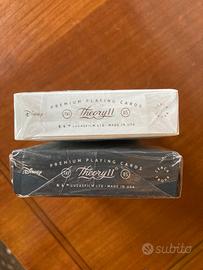 PREMIUM PLAYING CARDS
Disney
Theory11
& ™ LUCASFILM LTD · MADE IN USA
PREMIUM PLAYING CARDS
Disney
Theory11
& ™ LUCASFILM LTD · MADE IN USA
subito